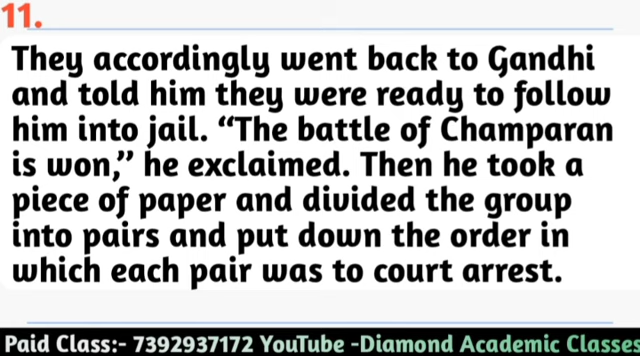 11.
They accordingly went back to Gandhi
and told him they were ready to follow
him into jail. “The battle of Champaran
is won,” he exclaimed. Then he took a
piece of paper and divided the group
into pairs and put down the order in
which each pair was to court arrest.
Paid Class:- 7392937172 YouTube -Diamond Academic Classes